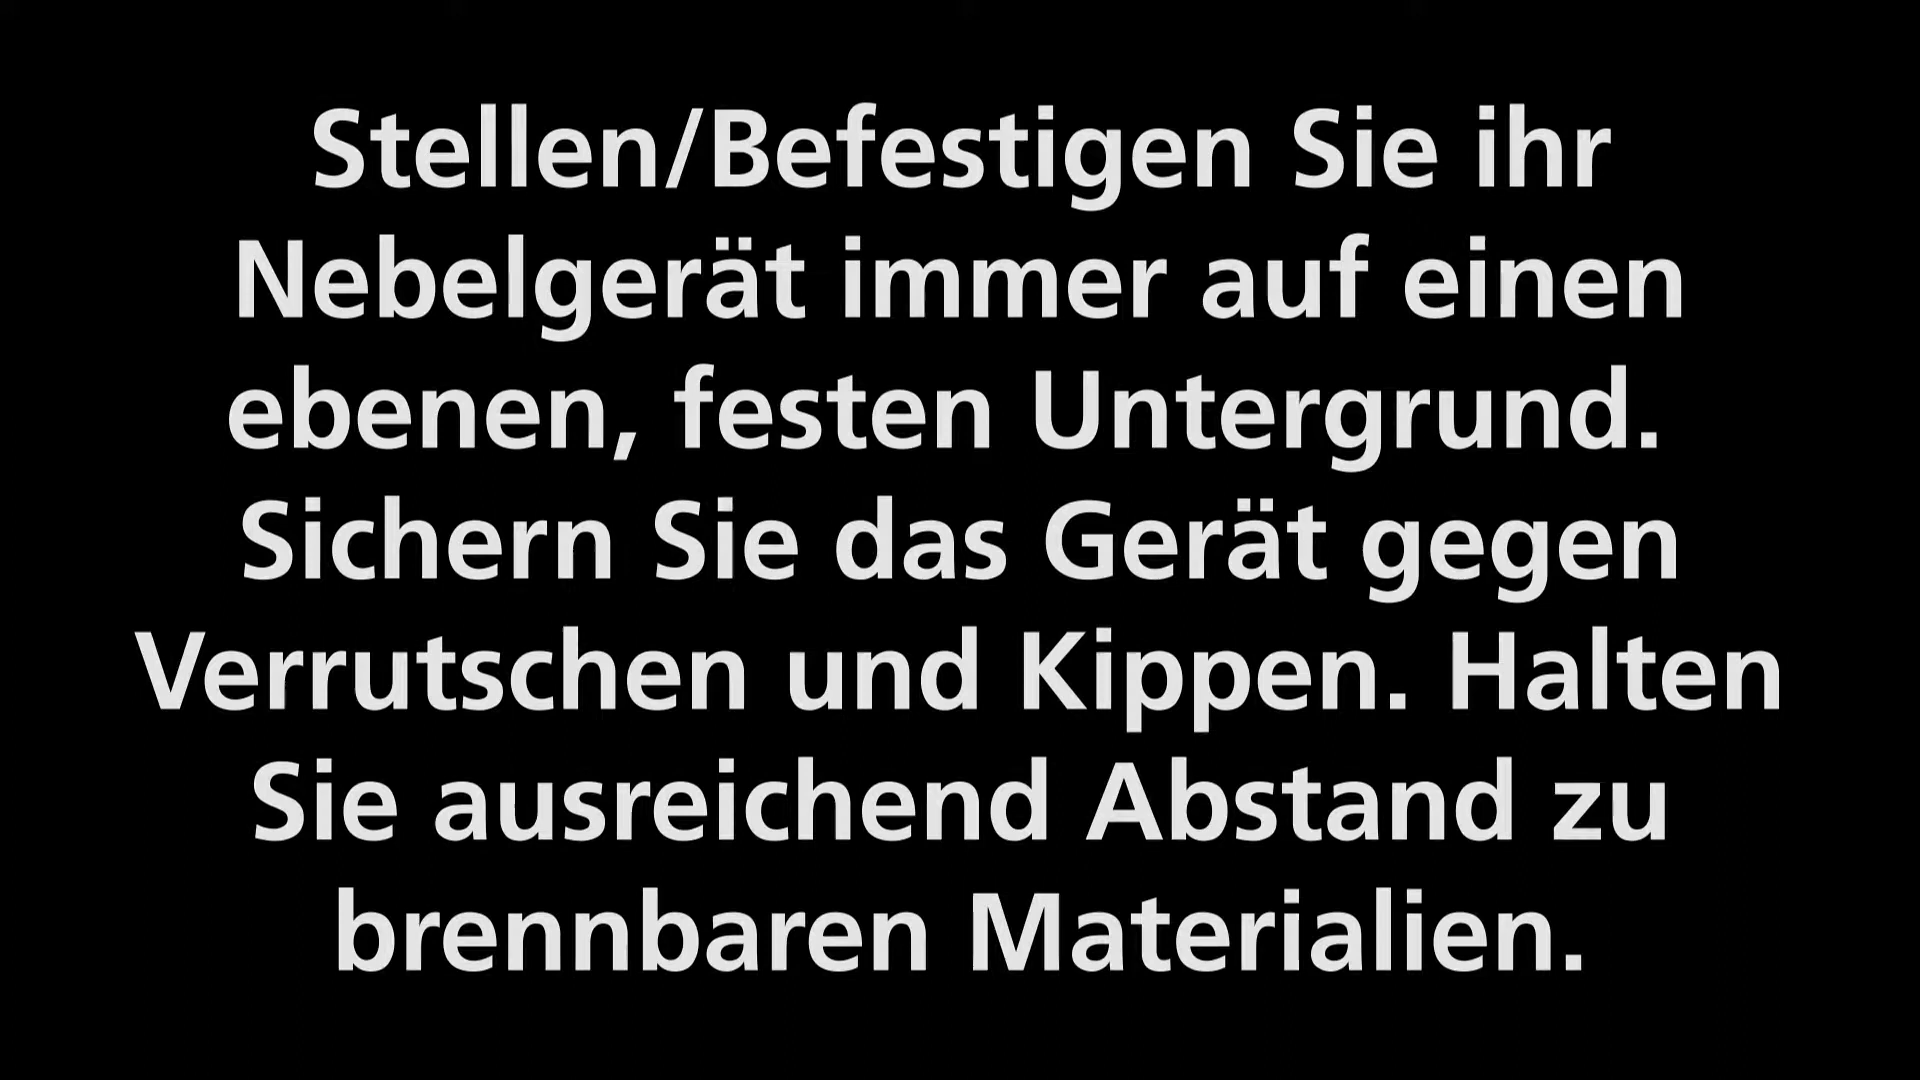 Stellen/Befestigen Sie ihr
Nebelgerät immer auf einen
ebenen, festen Untergrund.
Sichern Sie das Gerät gegen
Verrutschen und Kippen. Halten
Sie ausreichend Abstand zu
brennbaren Materialien.